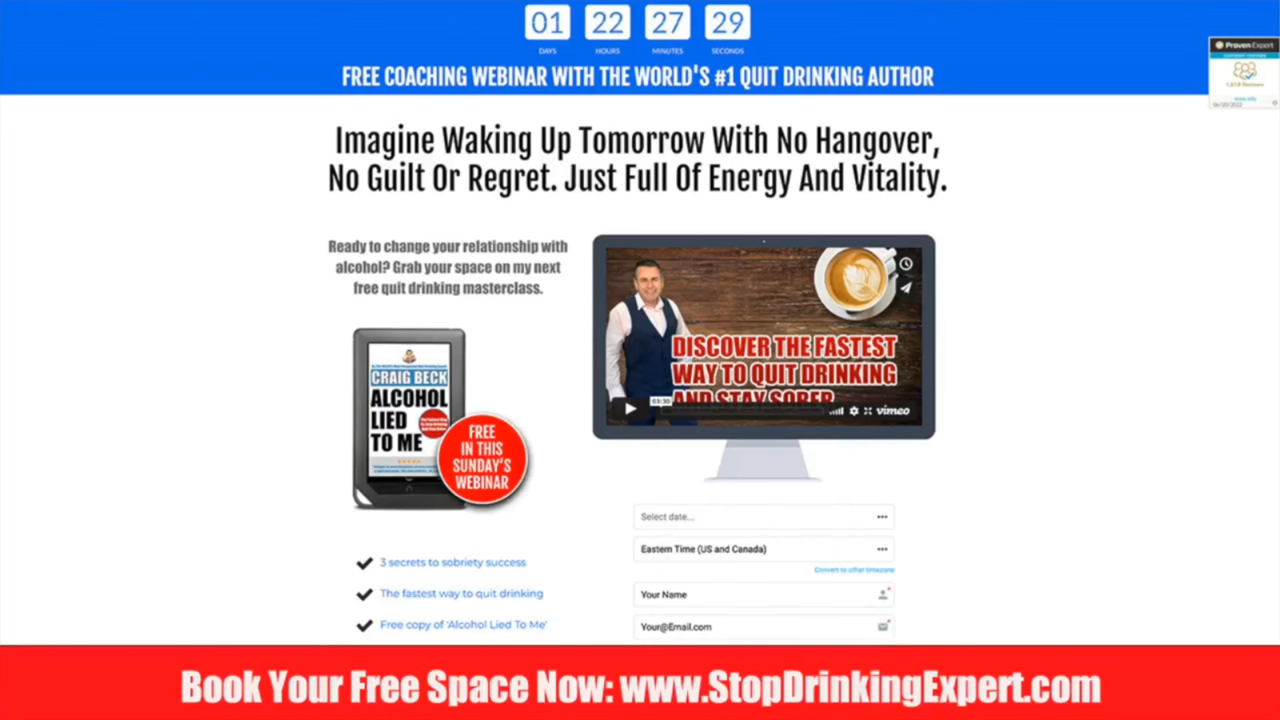 01 22 27 29
DAYS HOURS MINUTES SECONDS
FREE COACHING WEBINAR WITH THE WORLD'S #1 QUIT DRINKING AUTHOR
ProvenExpert
Imagine Waking Up Tomorrow With No Hangover,
No Guilt Or Regret. Just Full Of Energy And Vitality.
Ready to change your relationship with
alcohol? Grab your space on my next
free quit drinking masterclass.
CRAIG BECK
ALCOHOL
LIED
TO ME
FREE
IN THIS
SUNDAY'S
WEBINAR
DISCOVER THE FASTEST
WAY TO QUIT DRINKING
AND STAY SOBER
03:30
vimeo
Select date...
Eastern Time (US and Canada)
Convert to other timezone
Your Name
Your@Email.com
3 secrets to sobriety success
The fastest way to quit drinking
Free copy of 'Alcohol Lied To Me'
Book Your Free Space Now: www.StopDrinkingExpert.com